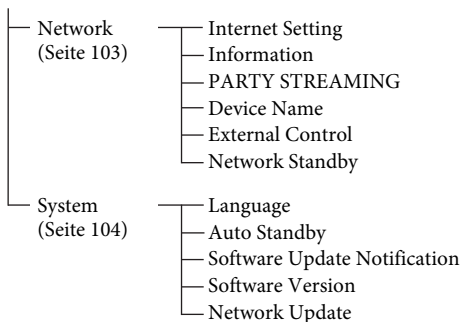 Network
(Seite 103)
Internet Setting
Information
PARTY STREAMING
Device Name
External Control
Network Standby
System
(Seite 104)
Language
Auto Standby
Software Update Notification
Software Version
Network Update